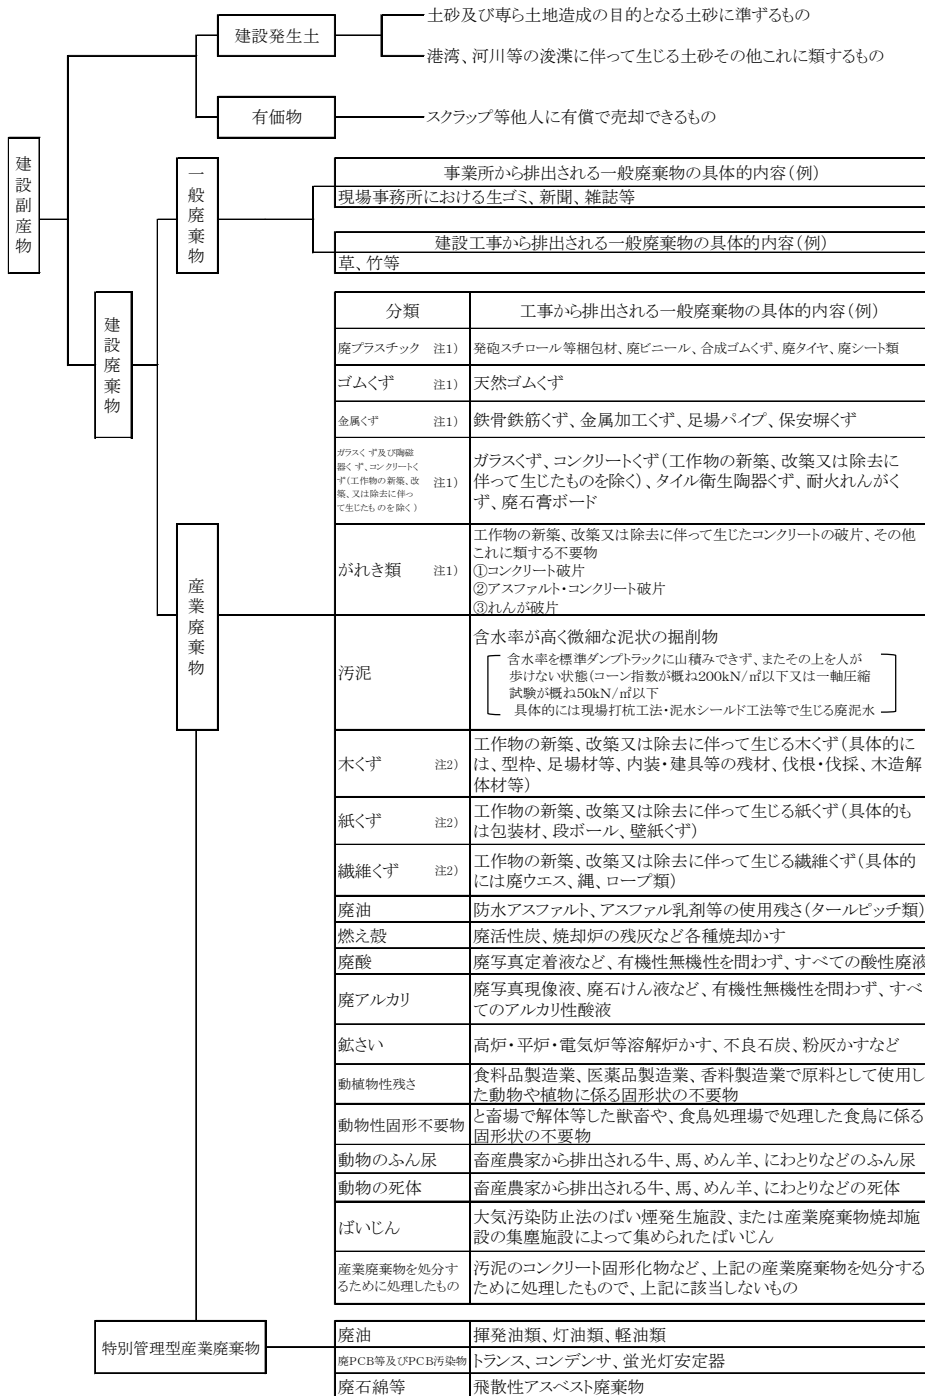 建設発生土
土砂及び専ら土地造成の目的となる土砂に準ずるもの
港湾、河川等の浚渫に伴って生じる土砂その他これに類するもの
有価物
スクラップ等他人に有償で売却できるもの
建設副産物
一般廃棄物
事業所から排出される一般廃棄物の具体的内容(例)
現場事務所における生ゴミ、新聞、雑誌等
建設工事から排出される一般廃棄物の具体的内容(例)
草、竹等
建設廃棄物
分類
工事から排出される一般廃棄物の具体的内容(例)
廃プラスチック 注1)
発砲スチロール等梱包材、廃ビニール、合成ゴムくず、廃タイヤ、廃シート類
ゴムくず 注1)
天然ゴムくず
金属くず 注1)
鉄骨鉄筋くず、金属加工くず、足場パイプ、保安塀くず
ガラスくず及び陶磁
器くず、コンクリートく
ず(工作物の新築、改
築、又は除去に伴っ
て生じたものを除く)
注1)
ガラスくず、コンクリートくず(工作物の新築、改築又は除去に
伴って生じたものを除く)、タイル衛生陶器くず、耐火れんがく
ず、廃石膏ボード
産業廃棄物
がれき類 注1)
工作物の新築、改築又は除去に伴って生じたコンクリートの破片、その他
これに類する不要物
①コンクリート破片
②アスファルト・コンクリート破片
③れんが破片
汚泥
含水率が高く微細な泥状の掘削物
含水率を標準ダンプトラックに山積みできず、またその上を人が
歩けない状態(コーン指数が概ね200kN/㎡以下又は一軸圧縮
試験が概ね50kN/㎡以下
具体的には現場打杭工法・泥水シールド工法等で生じる廃泥水
木くず 注2)
工作物の新築、改築又は除去に伴って生じる木くず(具体的に
は、型枠、足場材等、内装・建具等の残材、伐根・伐採、木造解
体材等)
紙くず 注2)
工作物の新築、改築又は除去に伴って生じる紙くず(具体的も
は包装材、段ボール、壁紙くず)
繊維くず 注2)
工作物の新築、改築又は除去に伴って生じる繊維くず(具体的
には廃ウエス、縄、ロープ類)
廃油
防水アスファルト、アスファル乳剤等の使用残さ(タールピッチ類)
燃え殻
廃活性炭、焼却炉の残灰など各種焼却かす
廃酸
廃写真定着液など、有機性無機性を問わず、すべての酸性廃液
廃アルカリ
廃写真現像液、廃石けん液など、有機性無機性を問わず、すべ
てのアルカリ性酸液
鉱さい
高炉・平炉・電気炉等溶解炉かす、不良石炭、粉灰かすなど
動植物性残さ
食料品製造業、医薬品製造業、香料製造業で原料として使用し
た動物や植物に係る固形状の不要物
動物性固形不要物
と畜場で解体等した獣畜や、食鳥処理場で処理した食鳥に係る
固形状の不要物
動物のふん尿
畜産農家から排出される牛、馬、めん羊、にわとりなどのふん尿
動物の死体
畜産農家から排出される牛、馬、めん羊、にわとりなどの死体
ばいじん
大気汚染防止法のばい煙発生施設、または産業廃棄物焼却施
設の集塵施設によって集められたばいじん
産業廃棄物を処分す
るために処理したもの
汚泥のコンクリート固形化物など、上記の産業廃棄物を処分する
ために処理したもので、上記に該当しないもの
特別管理型産業廃棄物
廃油
揮発油類、灯油類、軽油類
廃PCB等及びPCB汚染物
トランス、コンデンサ、蛍光灯安定器
廃石綿等
飛散性アスベスト廃棄物